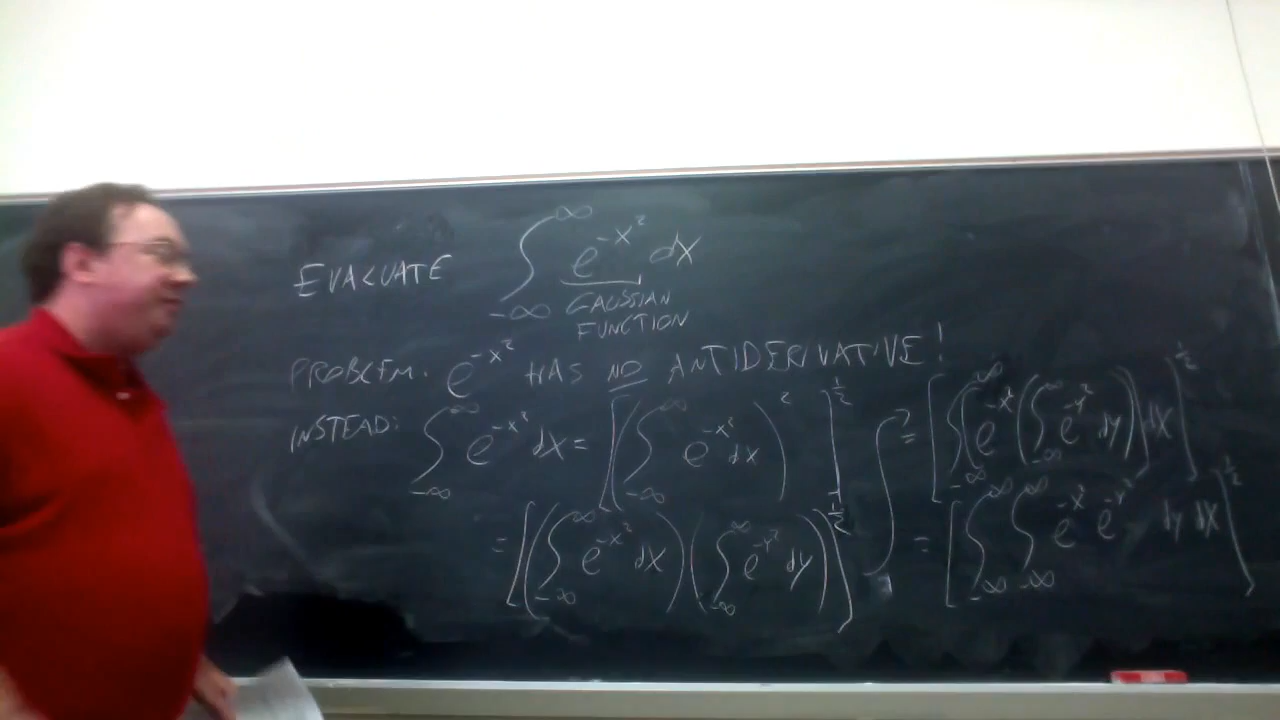 EVALUATE ∫_{-∞}^{∞} e^{-x²} dx
GAUSSIAN
FUNCTION
PROBLEM. e^{-x²} HAS NO ANTIDERIVATIVE!
INSTEAD: ∫_{-∞}^{∞} e^{-x²} dx = [(∫_{-∞}^{∞} e^{-x²} dx)²]^{1/2}
= [(∫_{-∞}^{∞} e^{-x²} dx)(∫_{-∞}^{∞} e^{-y²} dy)]^{1/2}
= [∫_{-∞}^{∞} (e^{-x²} (∫_{-∞}^{∞} e^{-y²} dy)) dx]^{1/2}
= [∫_{-∞}^{∞} ∫_{-∞}^{∞} e^{-x²} e^{-y²} dy dx]^{1/2}